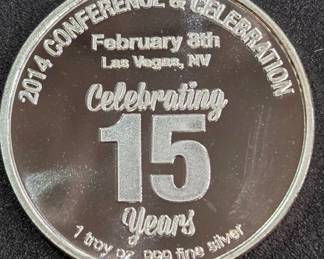 2014 CONFERENCE & CELEBRATION
February 8th
Las Vegas, NV
Celebrating
15
Years
1 troy oz .999 fine silver